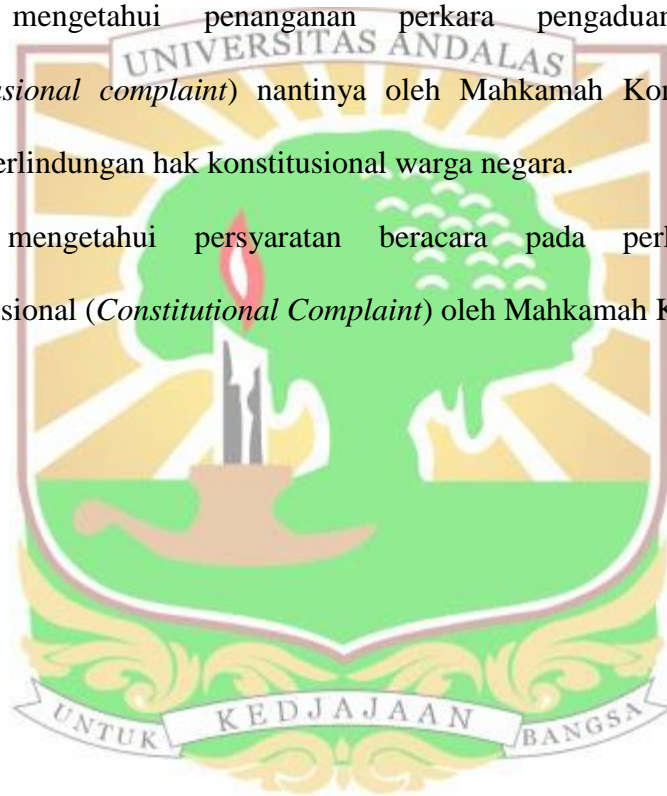 mengetahui penanganan perkara pengaduan
UNIVERSITAS ANDALAS
usional complaint) nantinya oleh Mahkamah Kon
erlindungan hak konstitusional warga negara.
mengetahui persyaratan beracara pada per
sional (Constitutional Complaint) oleh Mahkamah K
UNTUK KEDJAJAAN BANGSA